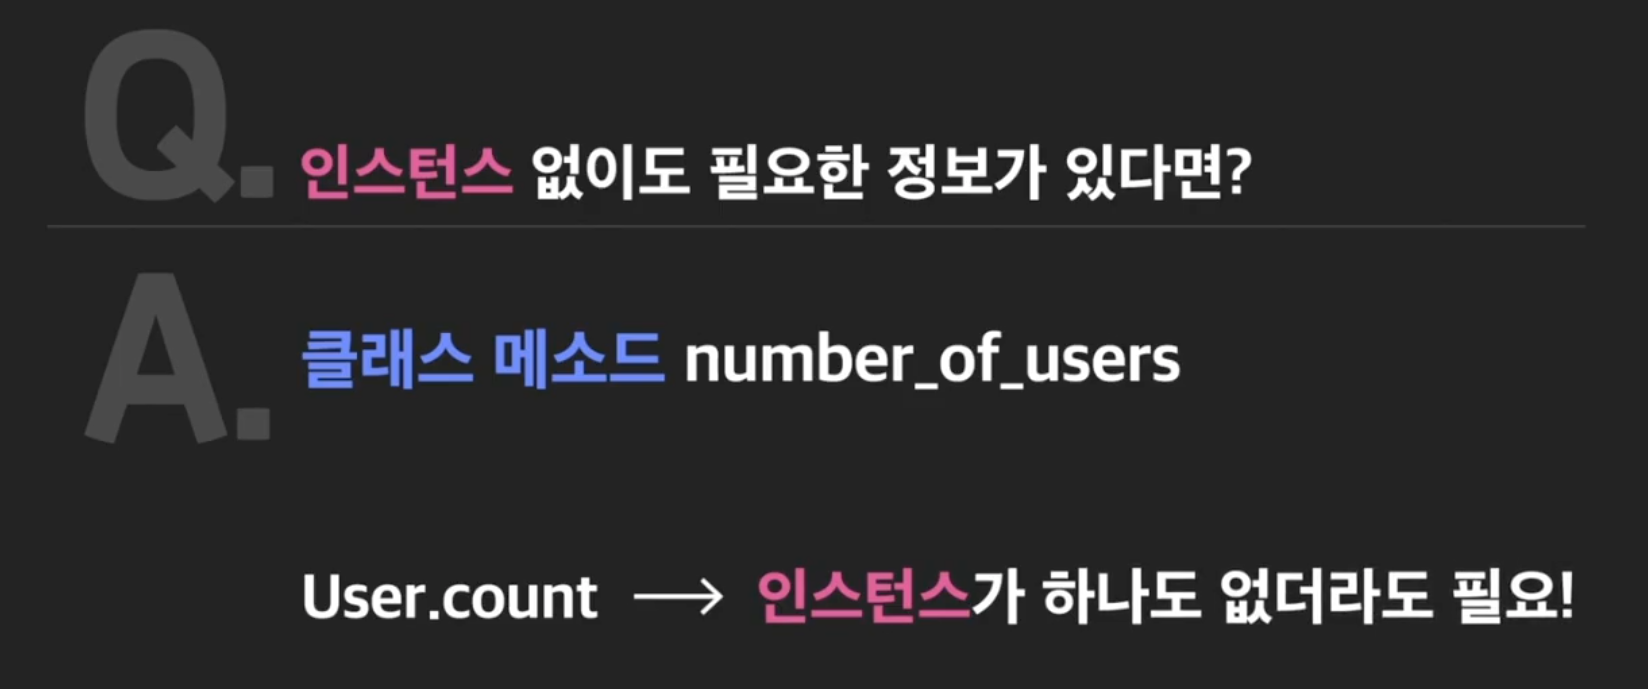 Q. 인스턴스 없이도 필요한 정보가 있다면?
A. 클래스 메소드 number_of_users
User.count → 인스턴스가 하나도 없더라도 필요!